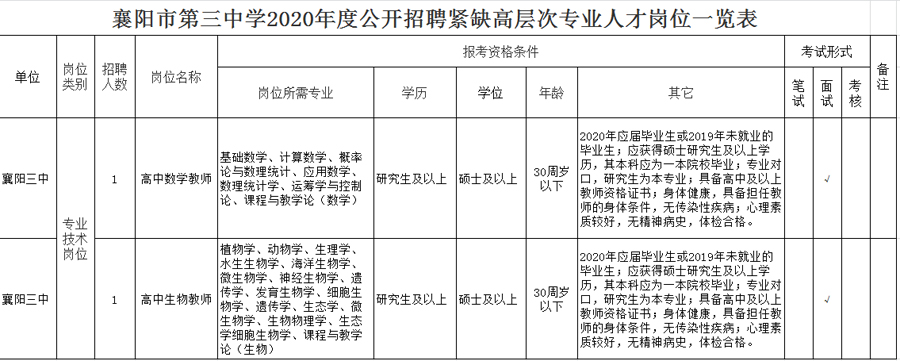 襄阳市第三中学2020年度公开招聘紧缺高层次专业人才岗位一览表
单位
岗位
类别
招聘
人数
岗位名称
报考资格条件
考试形式
备注
岗位所需专业
学历
学位
年龄
其它
笔试
面试
考核
襄阳三中
专业
技术
岗位
1
高中数学教师
基础数学、计算数学、概率
论与数理统计、应用数学、
数理统计学、运筹学与控制
论、课程与教学论（数学）
研究生及以上
硕士及以上
30周岁
以下
2020年应届毕业生或2019年未就业的
毕业生；应获得硕士研究生及以上学
历，其本科应为一本院校毕业；专业对
口，研究生为本专业；具备高中及以上
教师资格证书；身体健康，具备担任教
师的身体条件，无传染性疾病；心理素
质较好，无精神病史，体检合格。
√
襄阳三中
1
高中生物教师
植物学、动物学、生理学、
水生生物学、海洋生物学、
微生物学、神经生物学、遗
传学、发育生物学、细胞生
物学、遗传学、生态学、微
生物学、生物物理学、生态
学细胞生物学、课程与教学
论（生物）
研究生及以上
硕士及以上
30周岁
以下
2020年应届毕业生或2019年未就业的
毕业生；应获得硕士研究生及以上学
历，其本科应为一本院校毕业；专业对
口，研究生为本专业；具备高中及以上
教师资格证书；身体健康，具备担任教
师的身体条件，无传染性疾病；心理素
质较好，无精神病史，体检合格。
√